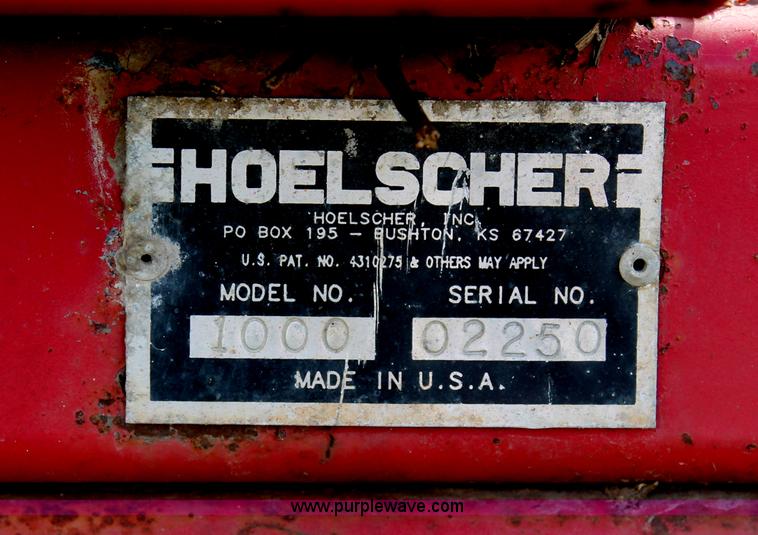 HOELSCHER
HOELSCHER, INC.
PO BOX 195 – BUSHTON, KS 67427
U.S. PAT. NO. 4310275 & OTHERS MAY APPLY
MODEL NO. SERIAL NO.
1000 02250
MADE IN U.S.A.
www.purplewave.com